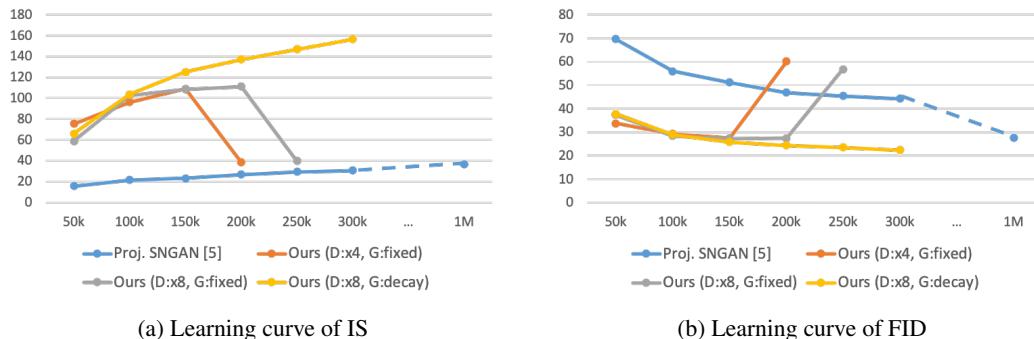 180
160
140
120
100
80
60
40
20
0
50k 100k 150k 200k 250k 300k ... 1M
Proj. SNGAN [5] Ours (D:x4, G:fixed)
Ours (D:x8, G:fixed) Ours (D:x8, G:decay)
(a) Learning curve of IS
80
70
60
50
40
30
20
10
0
50k 100k 150k 200k 250k 300k ... 1M
Proj. SNGAN [5] Ours (D:x4, G:fixed)
Ours (D:x8, G:fixed) Ours (D:x8, G:decay)
(b) Learning curve of FID